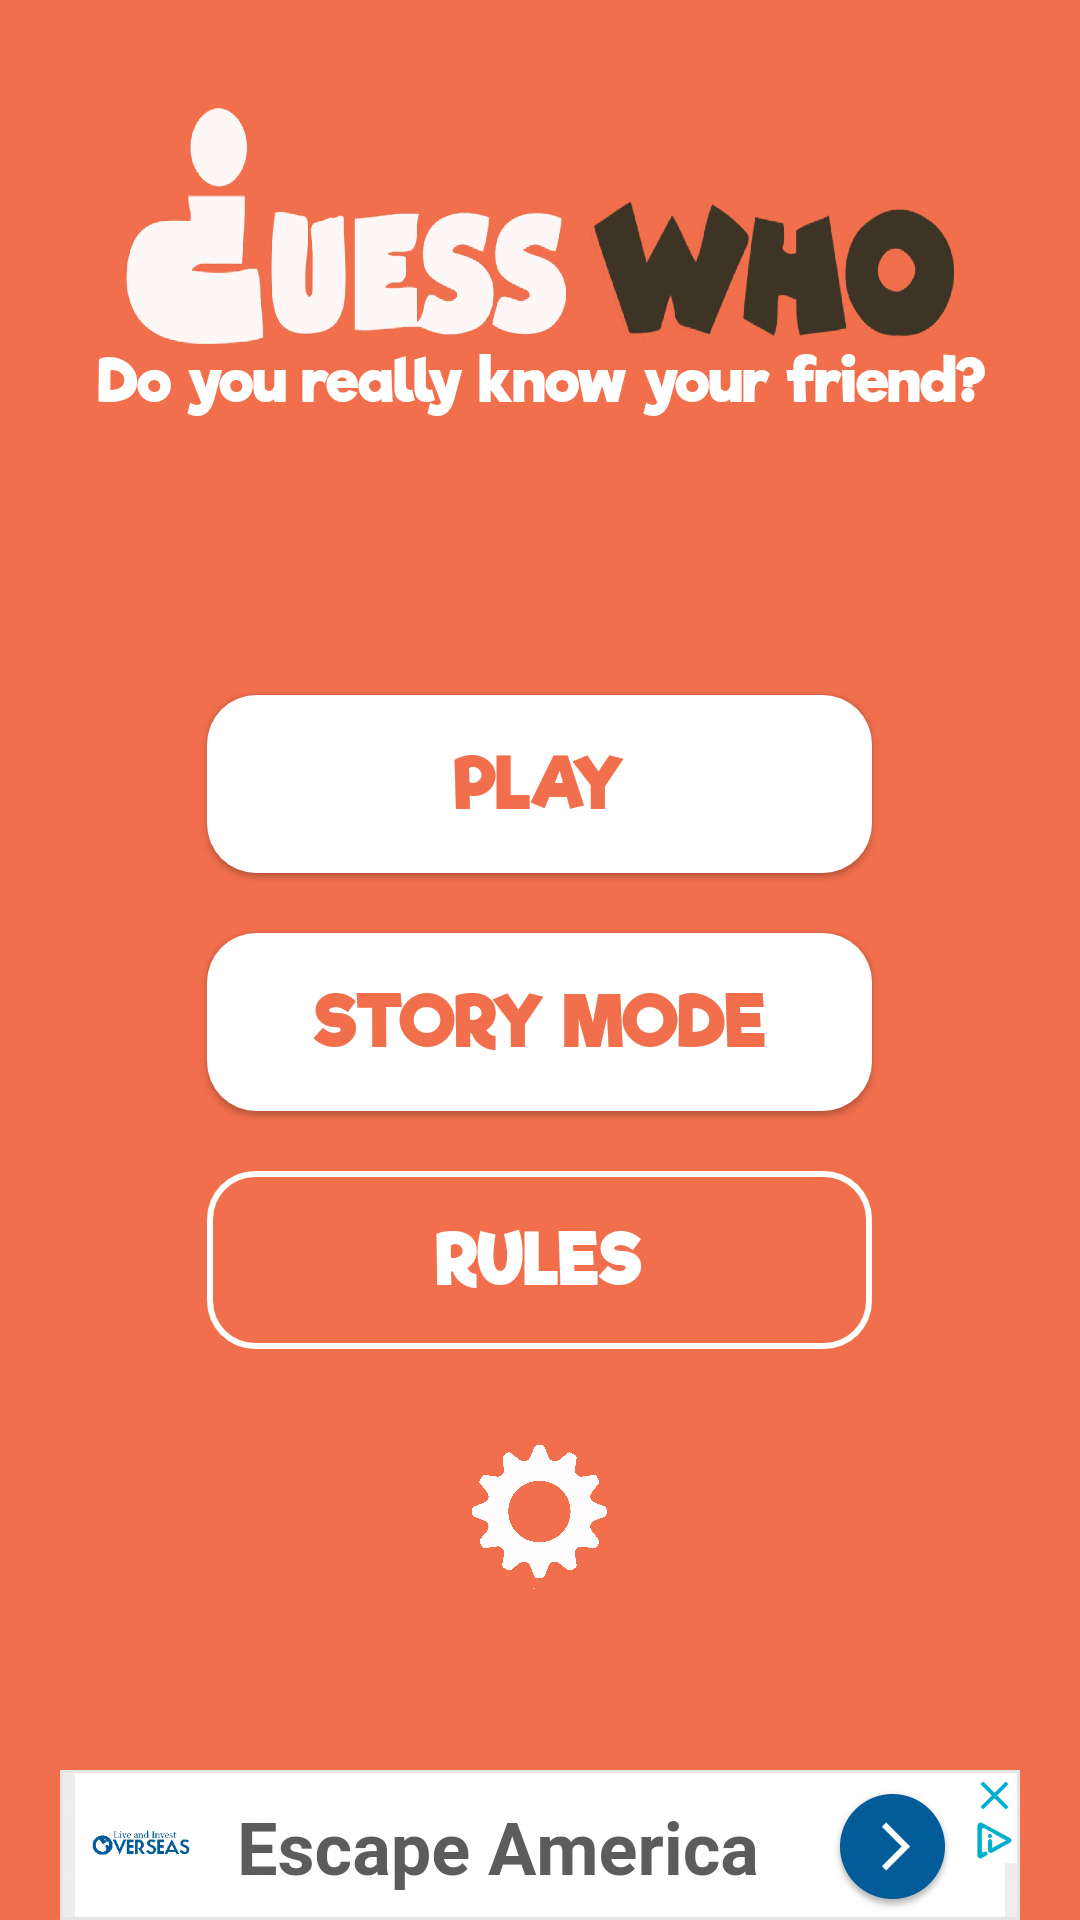 GUESS WHO
Do you really know your friend?
PLAY
STORY MODE
RULES
Live and Invest
OVERSEAS
Escape America